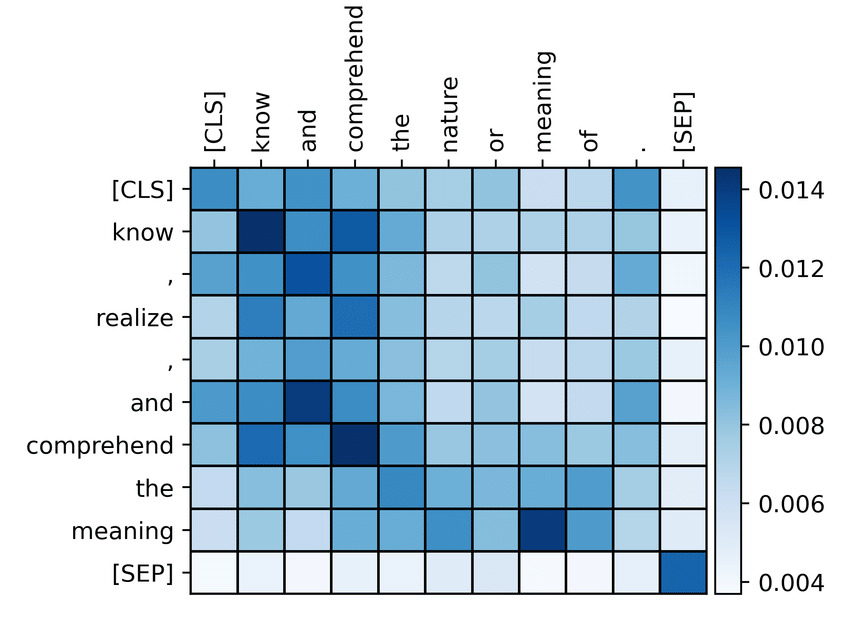 [CLS] know and comprehend the nature or meaning of . [SEP]
[CLS]
know
,
realize
,
and
comprehend
the
meaning
[SEP]
0.014
0.012
0.010
0.008
0.006
0.004